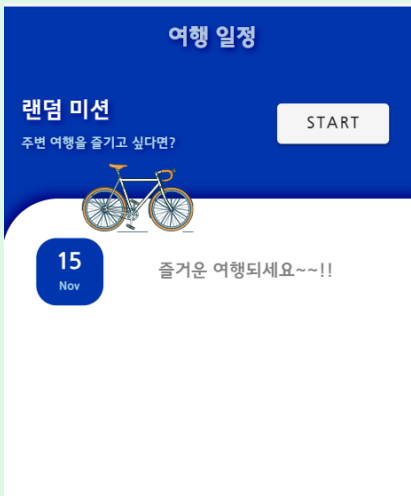 여행 일정
랜덤 미션
START
주변 여행을 즐기고 싶다면?
15
Nov
즐거운 여행되세요~~!!